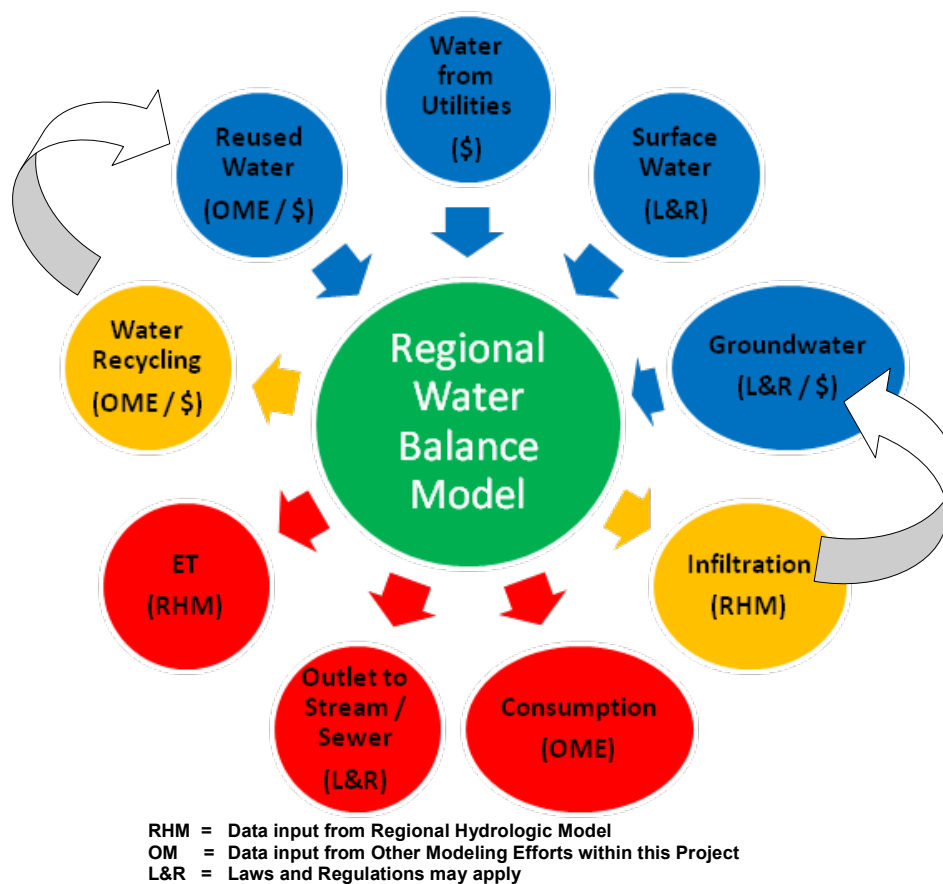 Water
from
Utilities
($)
Reused
Water
(OME / $)
Surface
Water
(L&R)
Water
Recycling
(OME / $)
Regional
Water
Balance
Model
Groundwater
(L&R / $)
ET
(RHM)
Infiltration
(RHM)
Outlet to
Stream /
Sewer
(L&R)
Consumption
(OME)
RHM = Data input from Regional Hydrologic Model
OM = Data input from Other Modeling Efforts within this Project
L&R = Laws and Regulations may apply